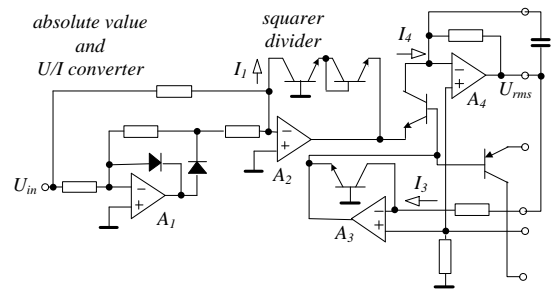 absolute value
and
U/I converter
squarer
divider
I1
I4
A4
Urms
A2
Uin
A1
I3
A3